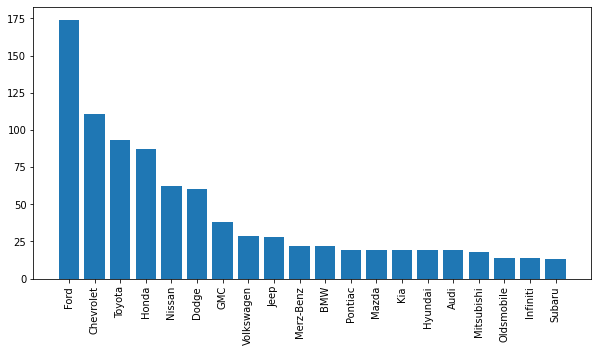 175
150
125
100
75
50
25
0
Ford
Chevrolet
Toyota
Honda
Nissan
Dodge
GMC
Volkswagen
Jeep
Merz-Benz
BMW
Pontiac
Mazda
Kia
Hyundai
Audi
Mitsubishi
Oldsmobile
Infiniti
Subaru